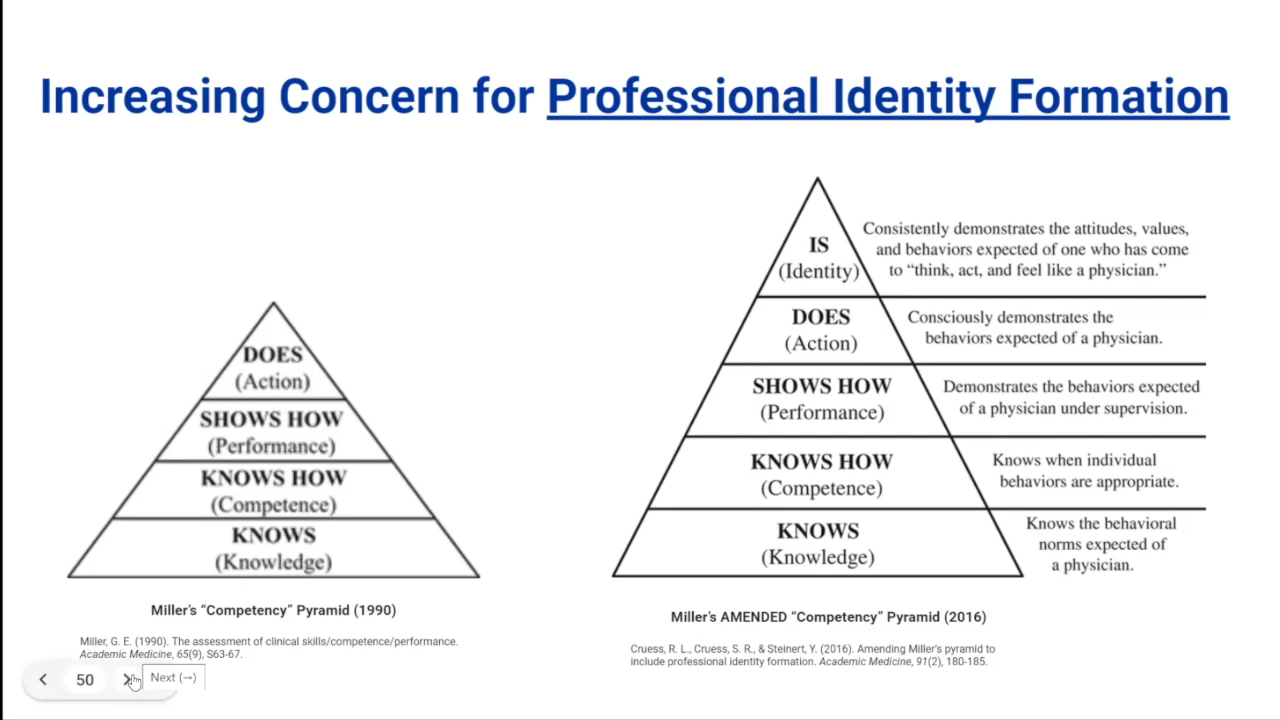 Increasing Concern for Professional Identity Formation
DOES
(Action)
SHOWS HOW
(Performance)
KNOWS HOW
(Competence)
KNOWS
(Knowledge)
Miller's “Competency” Pyramid (1990)
Miller, G. E. (1990). The assessment of clinical skills/competence/performance.
Academic Medicine, 65(9), S63-67.
IS
(Identity)
Consistently demonstrates the attitudes, values,
and behaviors expected of one who has come
to “think, act, and feel like a physician.”
DOES
(Action)
Consciously demonstrates the
behaviors expected of a physician.
SHOWS HOW
(Performance)
Demonstrates the behaviors expected
of a physician under supervision.
KNOWS HOW
(Competence)
Knows when individual
behaviors are appropriate.
KNOWS
(Knowledge)
Knows the behavioral
norms expected of
a physician.
Miller's AMENDED “Competency” Pyramid (2016)
Cruess, R. L., Cruess, S. R., & Steinert, Y. (2016). Amending Miller's pyramid to
include professional identity formation. Academic Medicine, 91(2), 180-185.
50
Next (→)